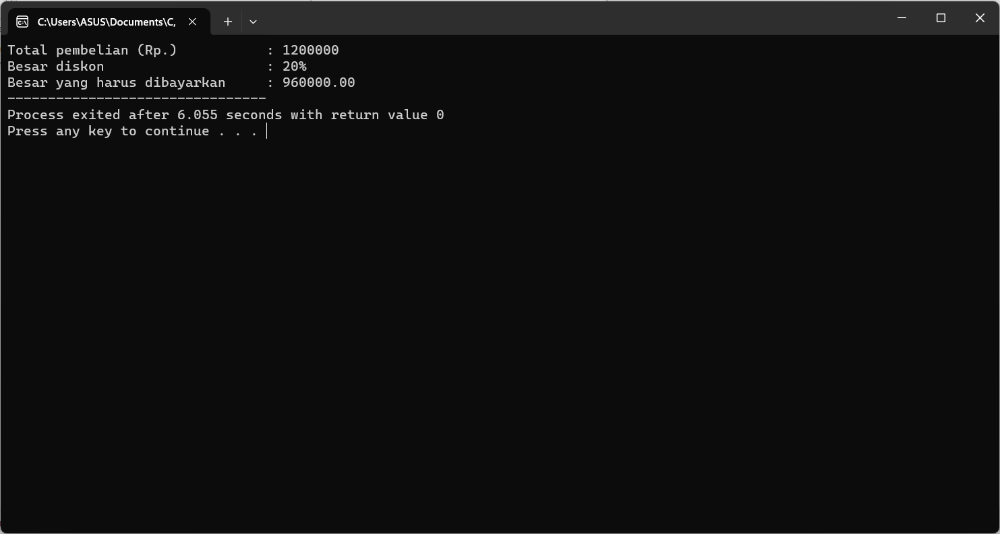 C:\Users\ASUS\Documents\C,
Total pembelian (Rp.) : 1200000
Besar diskon : 20%
Besar yang harus dibayarkan : 960000.00
--------------------------------
Process exited after 6.055 seconds with return value 0
Press any key to continue . . .